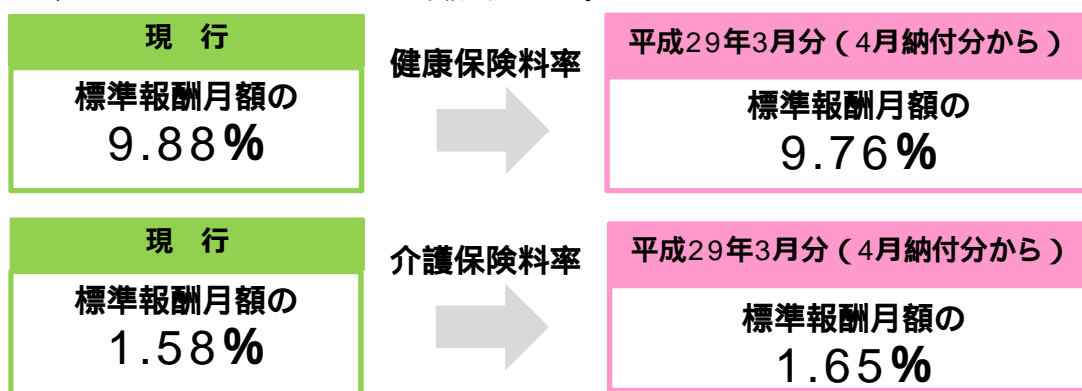 現 行
標準報酬月額の
9.88%
健康保険料率
平成29年3月分(4月納付分から)
標準報酬月額の
9.76%
現 行
標準報酬月額の
1.58%
介護保険料率
平成29年3月分(4月納付分から)
標準報酬月額の
1.65%